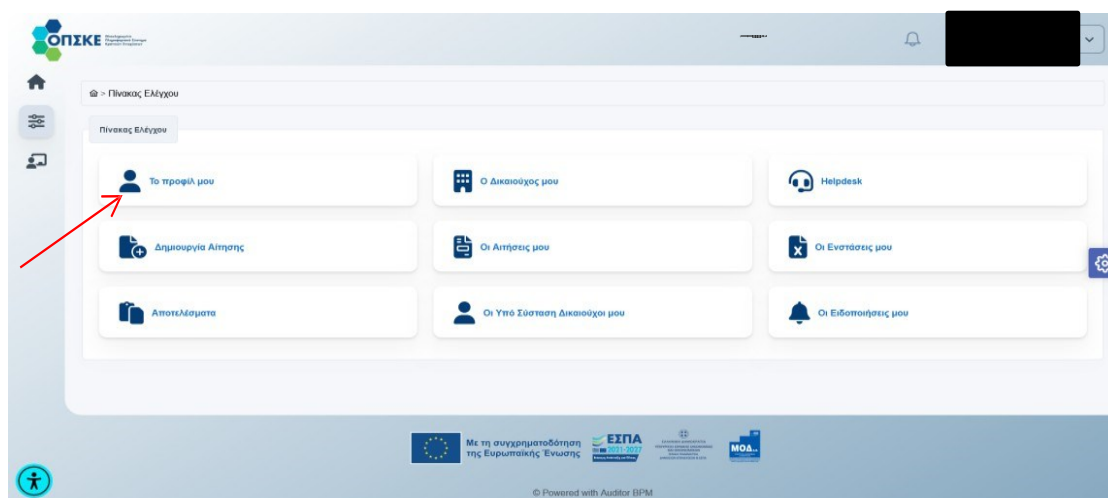 ΟΠΣΚΕ
> Πίνακας Ελέγχου
Πίνακας Ελέγχου
Το προφίλ μου
Ο Δικαιούχος μου
Helpdesk
Δημιουργία Αίτησης
Οι Αιτήσεις μου
Οι Ενστάσεις μου
Αποτελέσματα
Οι Υπό Σύσταση Δικαιούχοι μου
Οι Ειδοποιήσεις μου
Με τη συγχρηματοδότηση
της Ευρωπαϊκής Ένωσης
ΕΣΠΑ
2021-2027
ΜΟΔ
© Powered with Auditor BPM